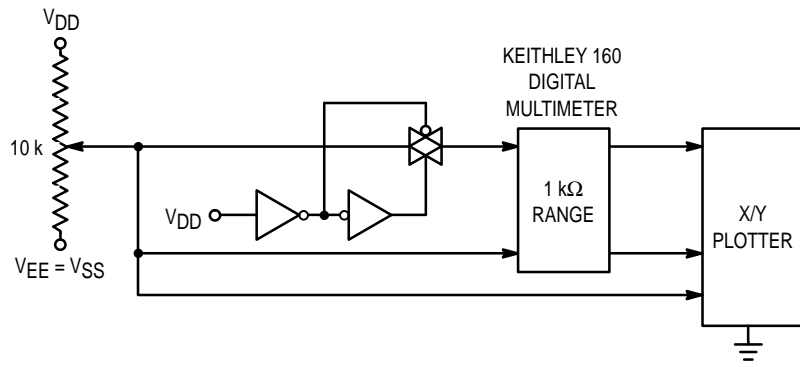 VDD
KEITHLEY 160
DIGITAL
MULTIMETER
10 k
1 kΩ
RANGE
VDD
X/Y
PLOTTER
VEE = VSS